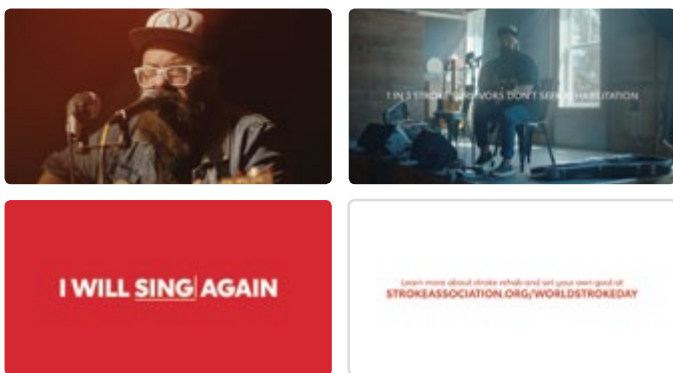 1 IN 3 STROKE SURVIVORS DON'T SEEK REHABILITATION
I WILL SING AGAIN
Learn more about stroke rehab and set your own goal at
STROKEASSOCIATION.ORG/WORLDSTROKEDAY